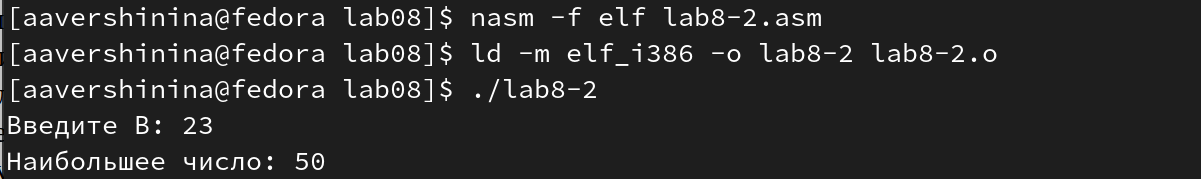 [aavershinina@fedora lab08]$ nasm -f elf lab8-2.asm
[aavershinina@fedora lab08]$ ld -m elf_i386 -o lab8-2 lab8-2.o
[aavershinina@fedora lab08]$ ./lab8-2
Введите В: 23
Наибольшее число: 50